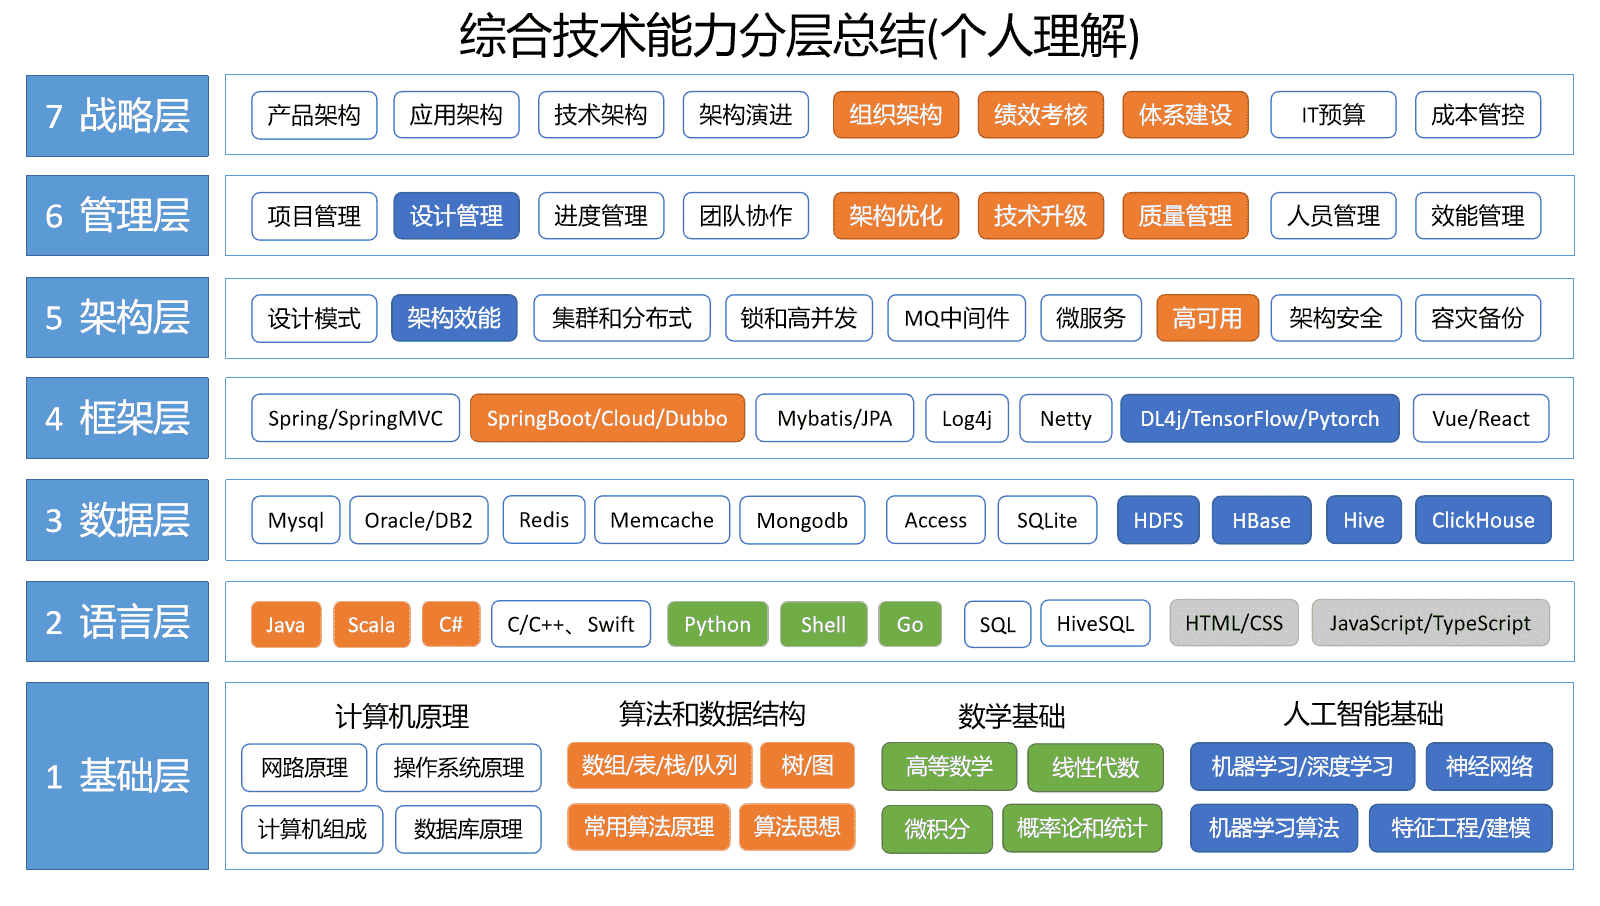 综合技术能力分层总结(个人理解)
7 战略层
产品架构 应用架构 技术架构 架构演进 组织架构 绩效考核 体系建设 IT预算 成本管控
6 管理层
项目管理 设计管理 进度管理 团队协作 架构优化 技术升级 质量管理 人员管理 效能管理
5 架构层
设计模式 架构效能 集群和分布式 锁和高并发 MQ中间件 微服务 高可用 架构安全 容灾备份
4 框架层
Spring/SpringMVC SpringBoot/Cloud/Dubbo Mybatis/JPA Log4j Netty DL4j/TensorFlow/Pytorch Vue/React
3 数据层
Mysql Oracle/DB2 Redis Memcache Mongodb Access SQLite HDFS HBase Hive ClickHouse
2 语言层
Java Scala C# C/C++、Swift Python Shell Go SQL HiveSQL HTML/CSS JavaScript/TypeScript
1 基础层
计算机原理 算法和数据结构 数学基础 人工智能基础
网路原理 操作系统原理 数组/表/栈/队列 树/图 高等数学 线性代数 机器学习/深度学习 神经网络
计算机组成 数据库原理 常用算法原理 算法思想 微积分 概率论和统计 机器学习算法 特征工程/建模